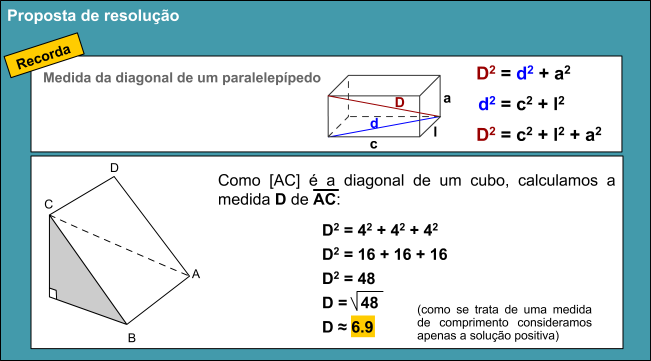 Proposta de resolução
Recorda
Medida da diagonal de um paralelepípedo
D
d
a
l
c
D² = d² + a²
d² = c² + l²
D² = c² + l² + a²
D
C
A
B
Como [AC] é a diagonal de um cubo, calculamos a
medida D de AC:
D² = 4² + 4² + 4²
D² = 16 + 16 + 16
D² = 48
D = √48
D ≈ 6.9
(como se trata de uma medida
de comprimento consideramos
apenas a solução positiva)